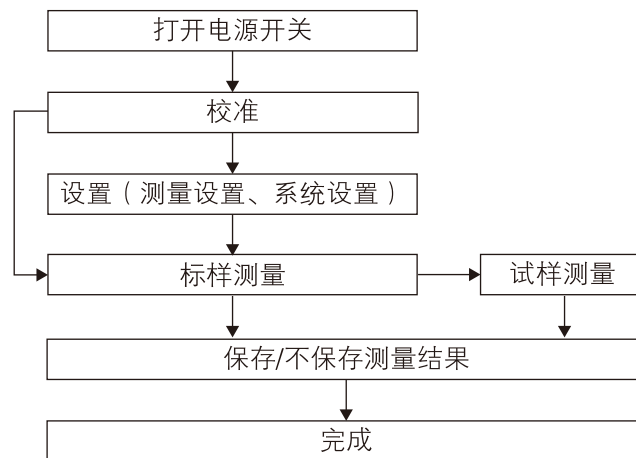 打开电源开关
校准
设置（测量设置、系统设置）
标样测量
试样测量
保存/不保存测量结果
完成